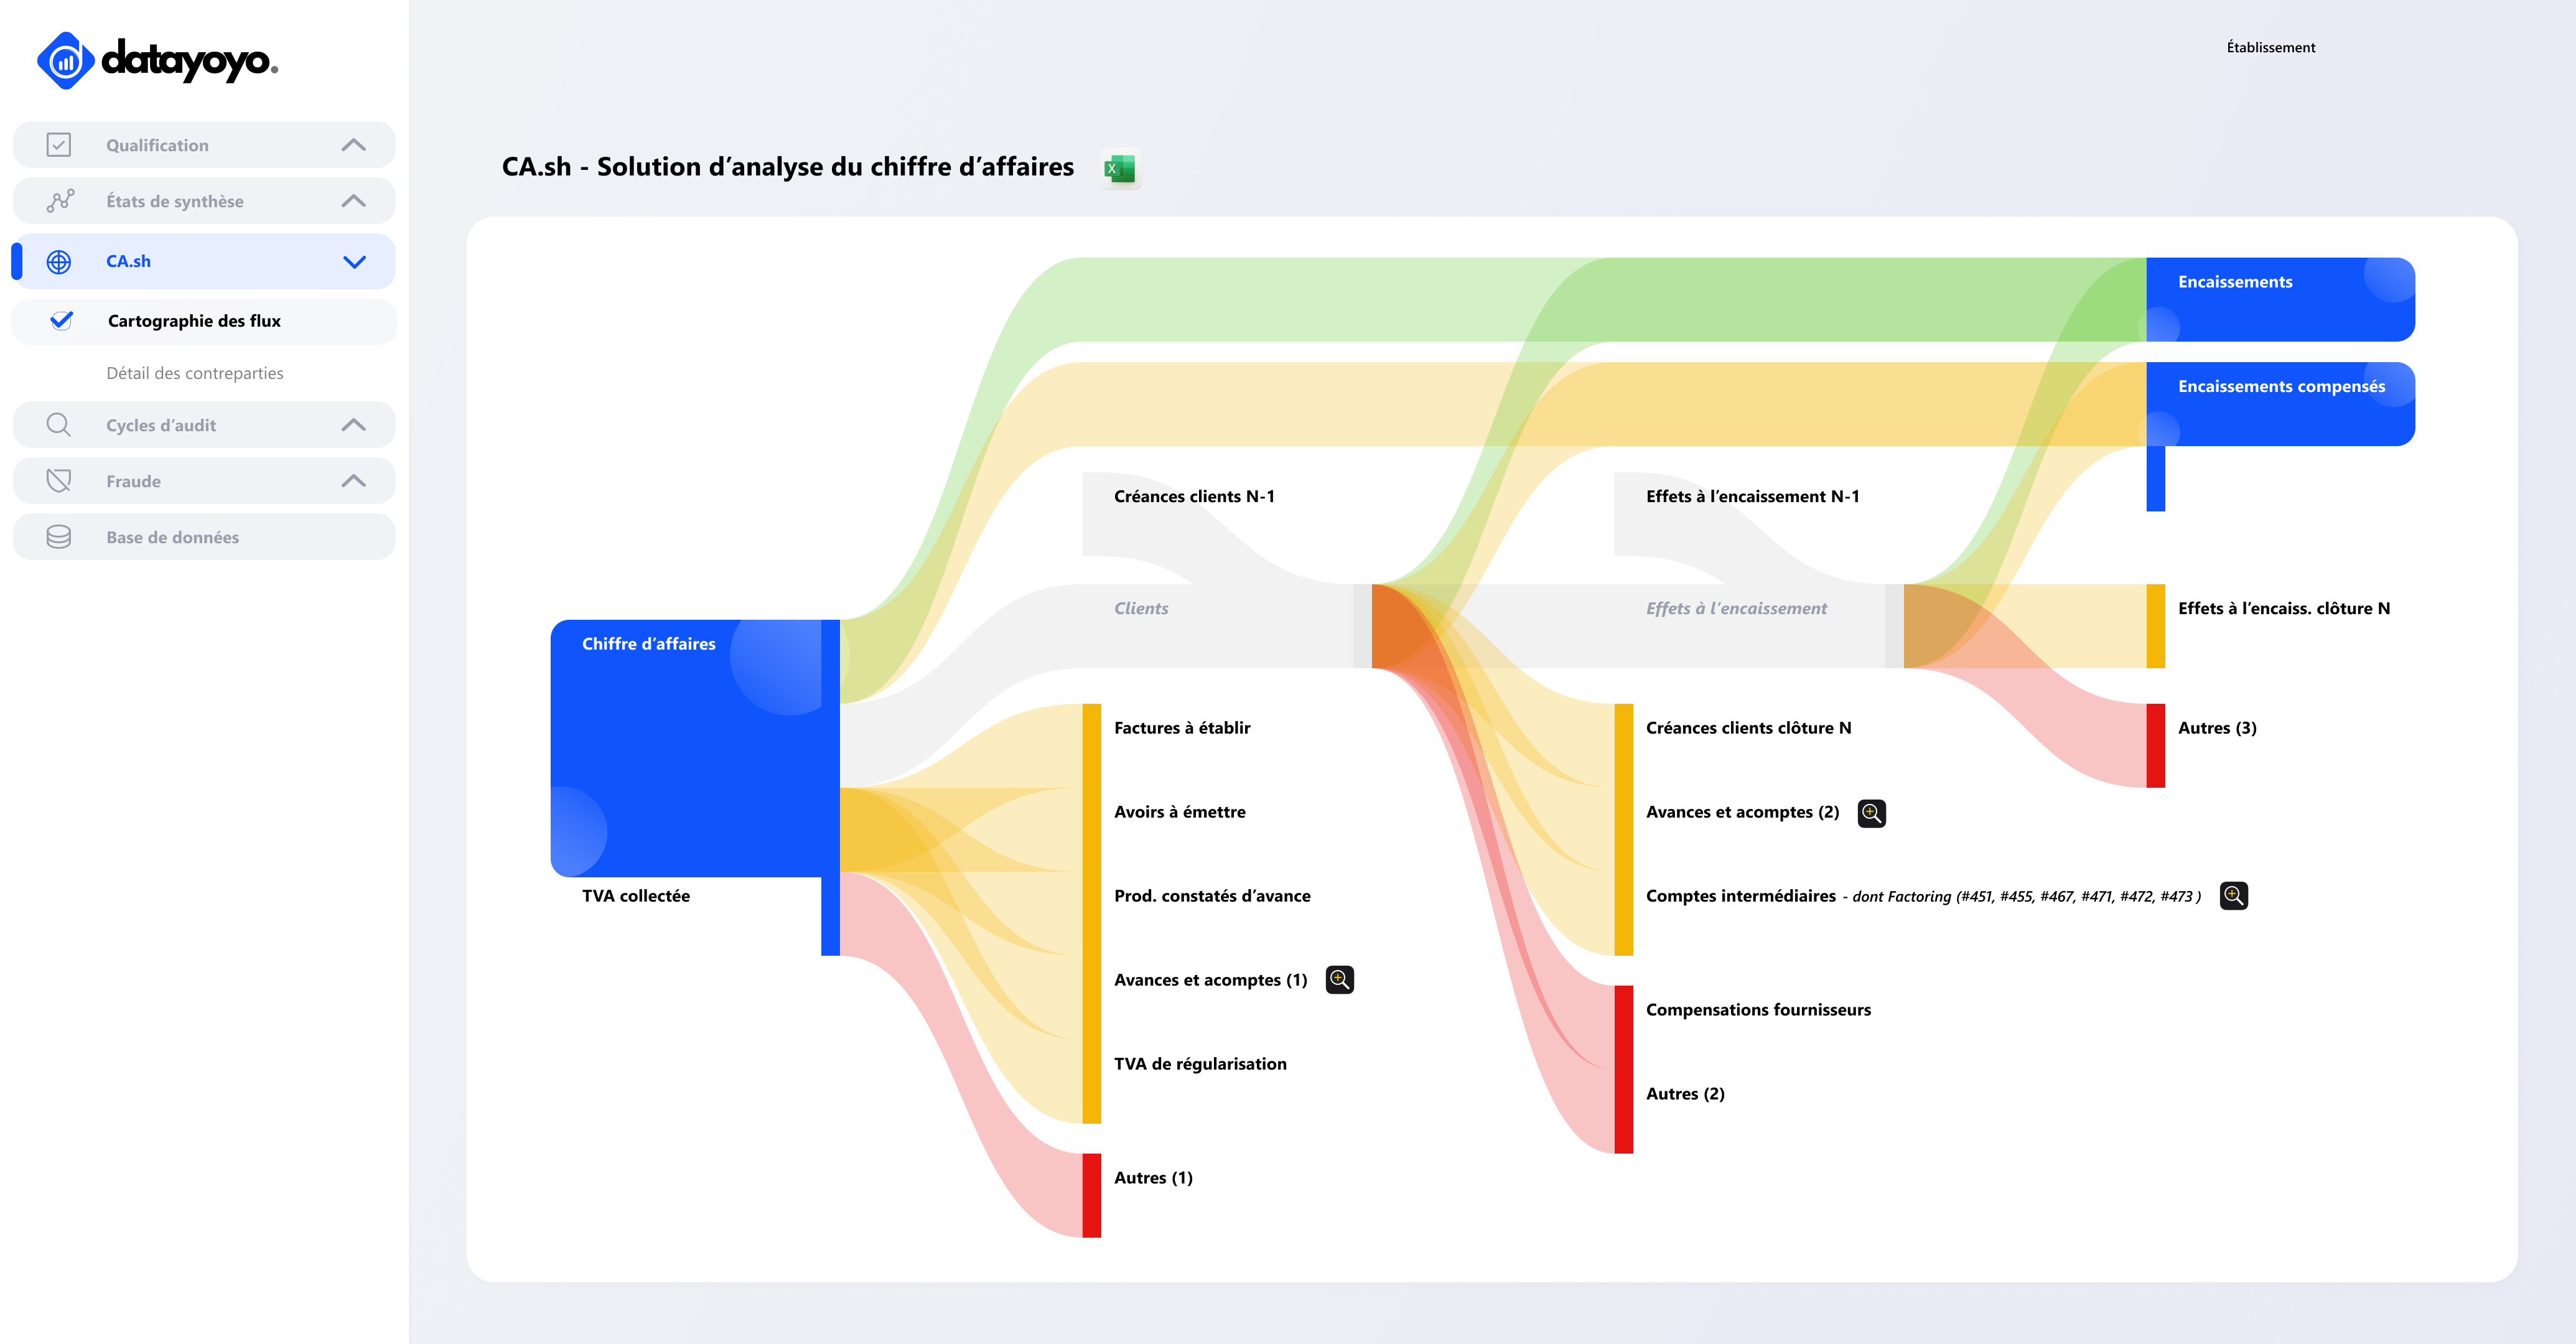 datayoyo.
Qualification
États de synthèse
CA.sh
Cartographie des flux
Détail des contreparties
Cycles d’audit
Fraude
Base de données
Établissement
CA.sh - Solution d’analyse du chiffre d’affaires
X
Encaissements
Encaissements compensés
Créances clients N-1
Effets à l’encaissement N-1
Clients
Effets à l’encaissement
Effets à l’encaiss. clôture N
Chiffre d’affaires
Factures à établir
Créances clients clôture N
Autres (3)
Avoirs à émettre
Avances et acomptes (2)
TVA collectée
Prod. constatés d’avance
Comptes intermédiaires - dont Factoring (#451, #455, #467, #471, #472, #473 )
Avances et acomptes (1)
Compensations fournisseurs
TVA de régularisation
Autres (2)
Autres (1)